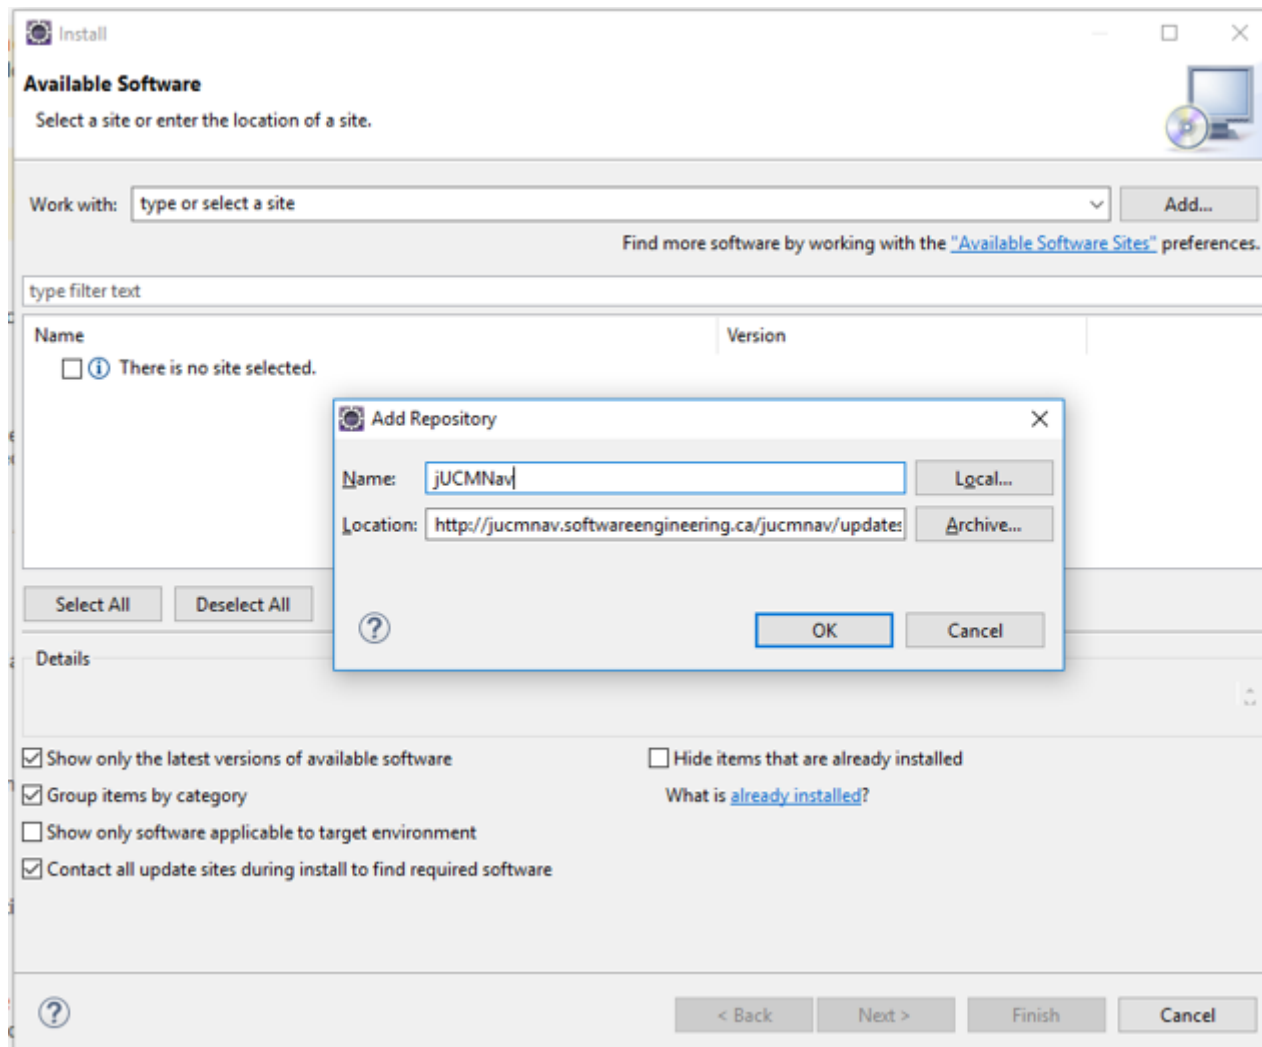 Install
Available Software
Select a site or enter the location of a site.
Work with: type or select a site Add...
Find more software by working with the "Available Software Sites" preferences.
type filter text
Name Version
There is no site selected.
Add Repository
Name: jUCMNav Local...
Location: http://jucmnav.softwareengineering.ca/jucmnav/updates Archive...
OK Cancel
Select All Deselect All
Details
Show only the latest versions of available software Hide items that are already installed
Group items by category What is already installed?
Show only software applicable to target environment
Contact all update sites during install to find required software
< Back Next > Finish Cancel